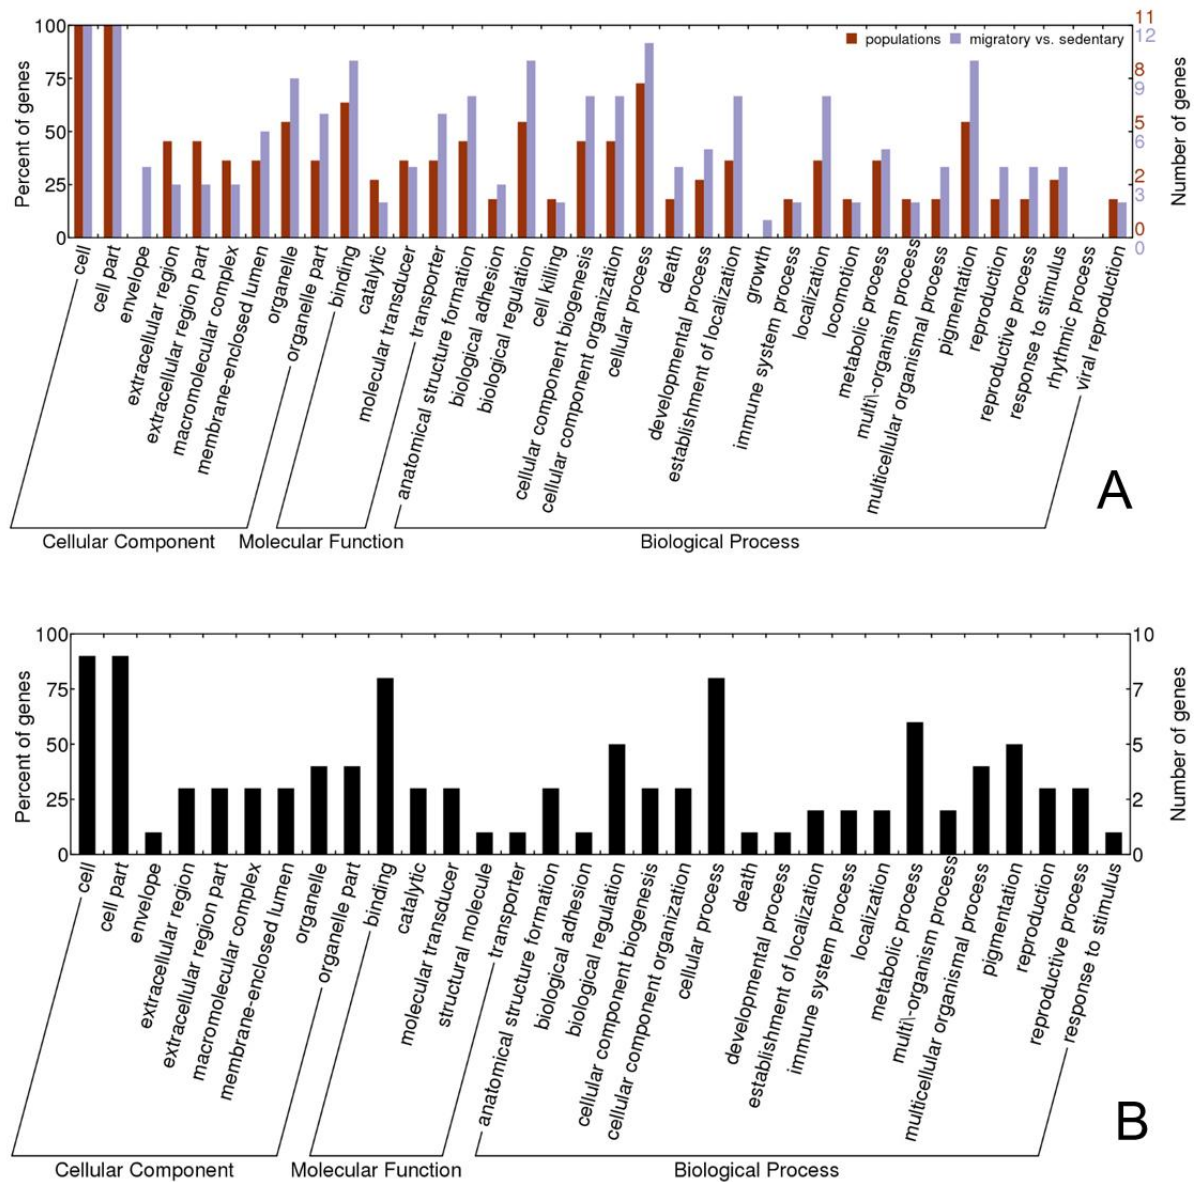 100
75
50
25
0
Percent of genes
populations
migratory vs. sedentary
11
12
8
9
5
6
2
3
0
0
Number of genes
cell
cell part
envelope
extracellular region
extracellular region part
macromolecular complex
membrane-enclosed lumen
organelle
organelle part
binding
catalytic
molecular transducer
transporter
anatomical structure formation
biological adhesion
biological regulation
cell killing
cellular component biogenesis
cellular component organization
cellular process
death
developmental process
establishment of localization
growth
immune system process
localization
locomotion
metabolic process
multi\-organism process
multicellular organismal process
pigmentation
reproduction
reproductive process
response to stimulus
rhythmic process
viral reproduction
Cellular Component
Molecular Function
Biological Process
A
100
75
50
25
0
Percent of genes
10
7
5
2
0
Number of genes
cell
cell part
envelope
extracellular region
extracellular region part
macromolecular complex
membrane-enclosed lumen
organelle
organelle part
binding
catalytic
molecular transducer
structural molecule
transporter
anatomical structure formation
biological adhesion
biological regulation
cellular component biogenesis
cellular component organization
cellular process
death
developmental process
establishment of localization
immune system process
localization
metabolic process
multi\-organism process
multicellular organismal process
pigmentation
reproduction
reproductive process
response to stimulus
Cellular Component
Molecular Function
Biological Process
B